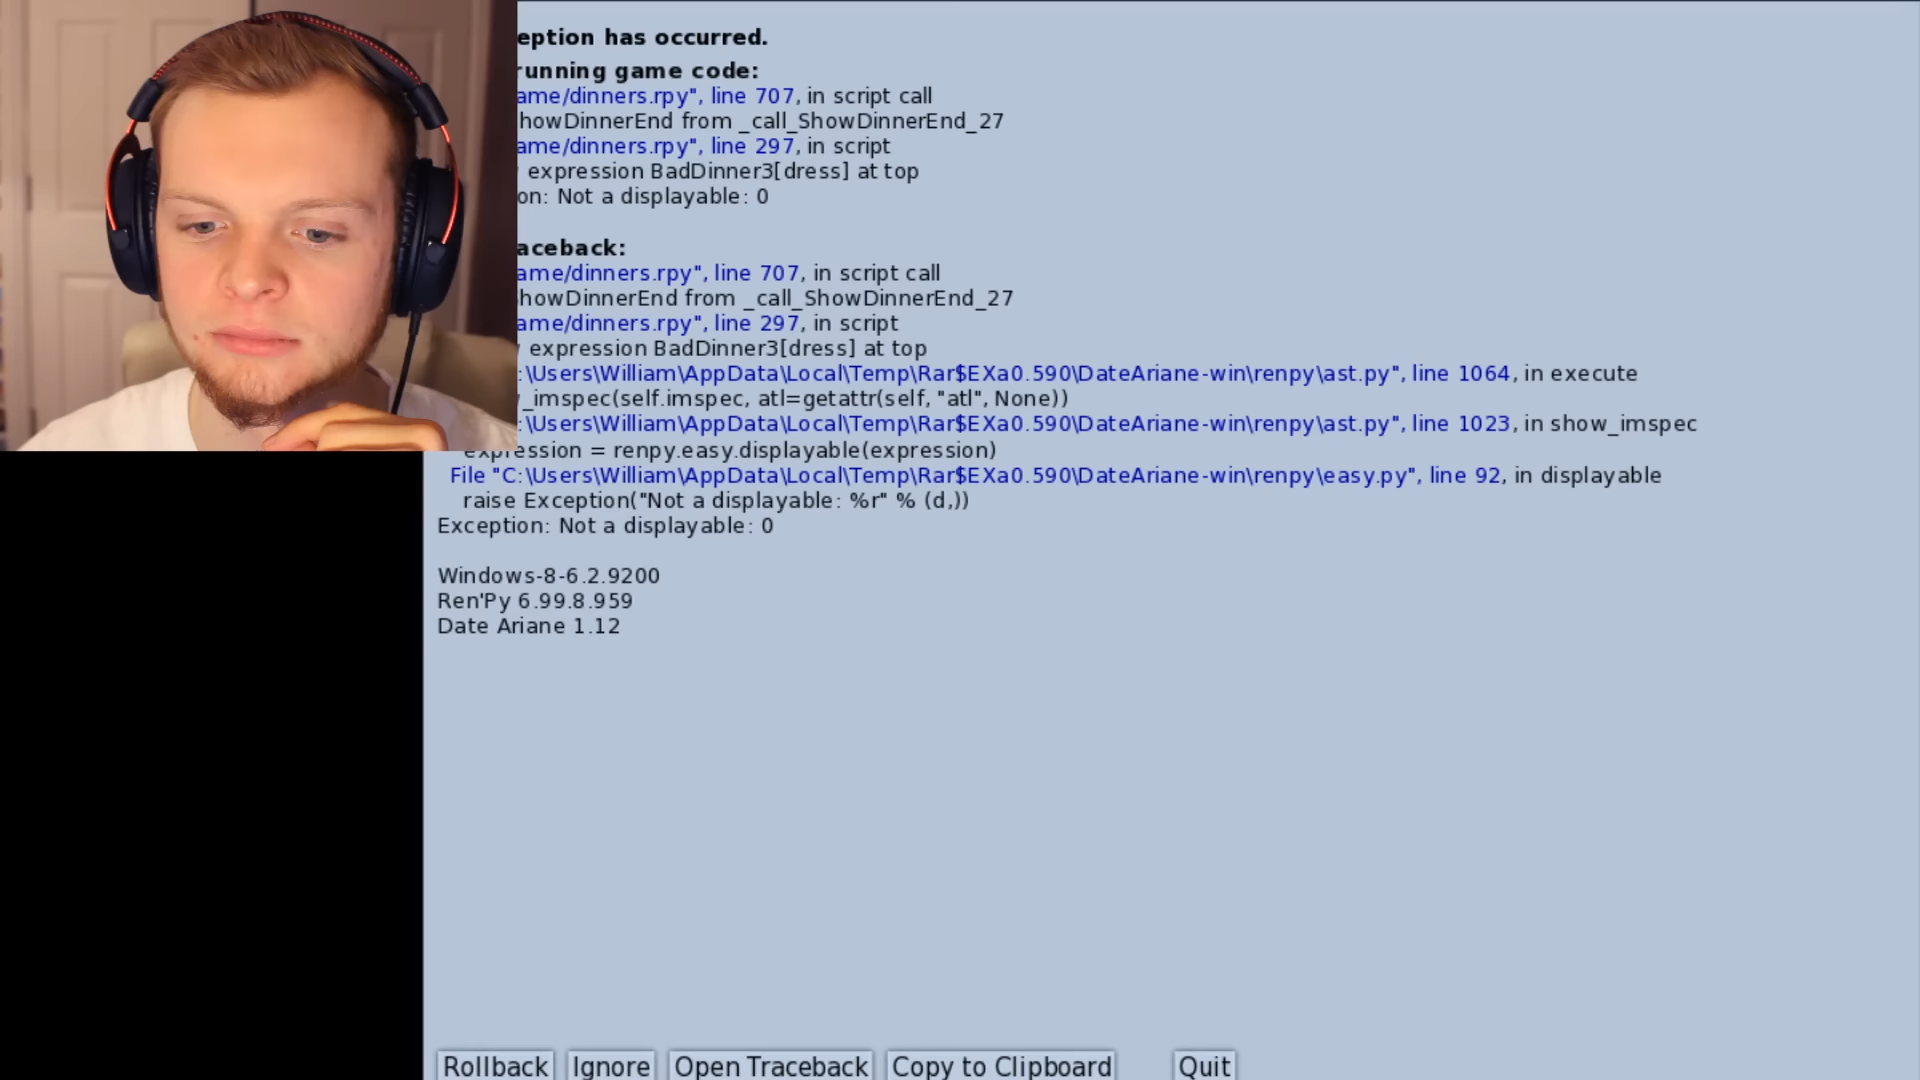 eption has occurred.
running game code:
ame/dinners.rpy", line 707, in script call
howDinnerEnd from _call_ShowDinnerEnd_27
ame/dinners.rpy", line 297, in script
expression BadDinner3[dress] at top
on: Not a displayable: 0
aceback:
ame/dinners.rpy", line 707, in script call
howDinnerEnd from _call_ShowDinnerEnd_27
ame/dinners.rpy", line 297, in script
expression BadDinner3[dress] at top
:\Users\William\AppData\Local\Temp\Rar$EXa0.590\DateAriane-win\renpy\ast.py", line 1064, in execute
_imspec(self.imspec, atl=getattr(self, "atl", None))
:\Users\William\AppData\Local\Temp\Rar$EXa0.590\DateAriane-win\renpy\ast.py", line 1023, in show_imspec
expression = renpy.easy.displayable(expression)
File "C:\Users\William\AppData\Local\Temp\Rar$EXa0.590\DateAriane-win\renpy\easy.py", line 92, in displayable
raise Exception("Not a displayable: %r" % (d,))
Exception: Not a displayable: 0
Windows-8-6.2.9200
Ren'Py 6.99.8.959
Date Ariane 1.12
Rollback Ignore Open Traceback Copy to Clipboard Quit